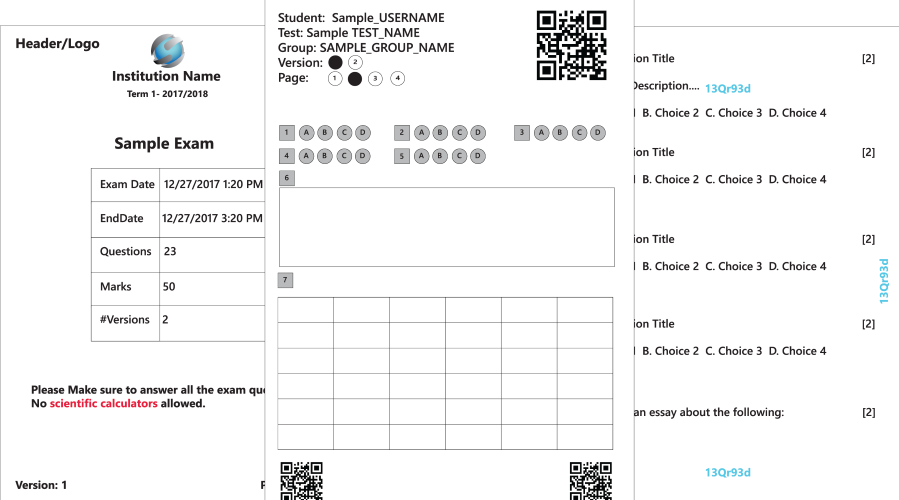 Header/Logo
Institution Name
Term 1- 2017/2018
Sample Exam
Exam Date 12/27/2017 1:20 PM
EndDate 12/27/2017 3:20 PM
Questions 23
Marks 50
#Versions 2
Please Make sure to answer all the exam
No scientific calculators allowed.
Version: 1
Student: Sample_USERNAME
Test: Sample TEST_NAME
Group: SAMPLE_GROUP_NAME
Version: 2
Page: 1 3 4
1 A B C D 2 A B C D 3 A B C D
4 A B C D 5 A B C D
6
7
ion Title [2]
Description.... 13Qr93d
B. Choice 2 C. Choice 3 D. Choice 4
ion Title [2]
B. Choice 2 C. Choice 3 D. Choice 4
ion Title [2]
B. Choice 2 C. Choice 3 D. Choice 4
13Qr93d
ion Title [2]
B. Choice 2 C. Choice 3 D. Choice 4
an essay about the following: [2]
13Qr93d